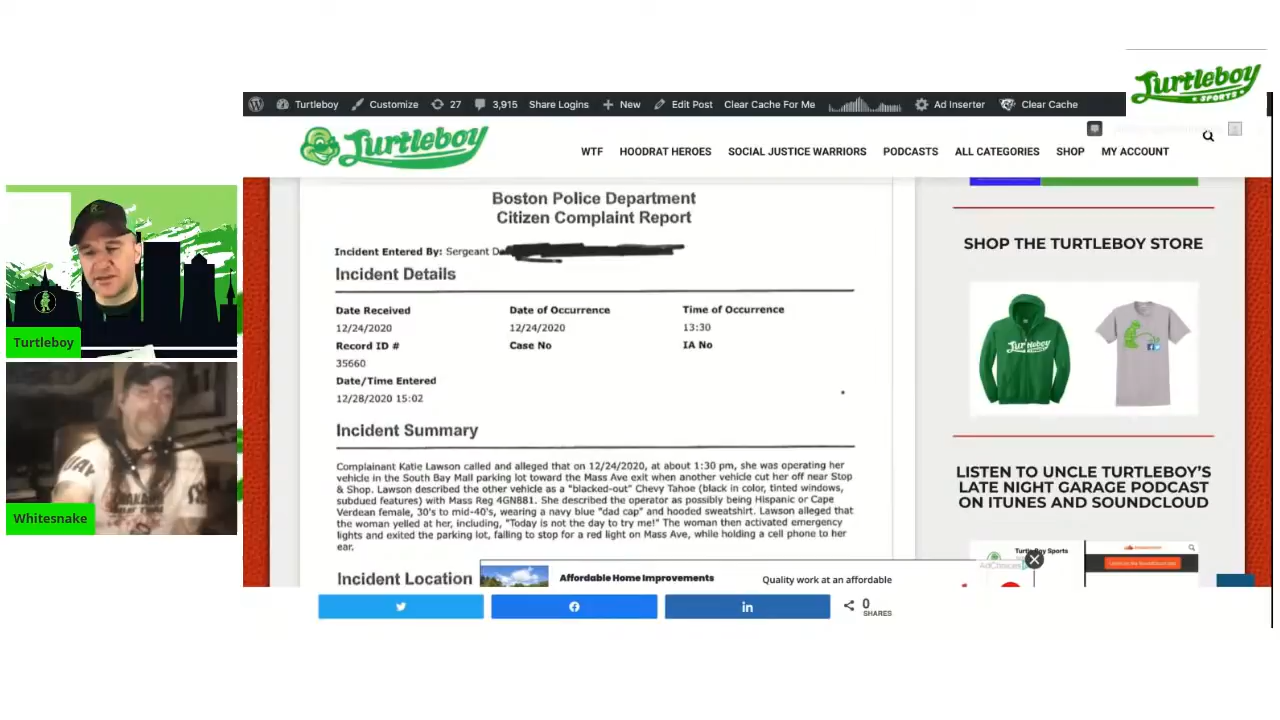 Turtleboy
SPORTS
Turtleboy Customize 27 3,915 Share Logins New Edit Post Clear Cache For Me Ad Inserter Clear Cache
Turtleboy
WTF HOODRAT HEROES SOCIAL JUSTICE WARRIORS PODCASTS ALL CATEGORIES SHOP MY ACCOUNT
Boston Police Department
Citizen Complaint Report
Incident Entered By: Sergeant
Incident Details
Date Received Date of Occurrence Time of Occurrence
12/24/2020 12/24/2020 13:30
Record ID # Case No IA No
35660
Date/Time Entered
12/28/2020 15:02
Incident Summary
Complainant Katie Lawson called and alleged that on 12/24/2020, at about 1:30 pm, she was operating her
vehicle in the South Bay Mall parking lot toward the Mass Ave exit when another vehicle cut her off near Stop
& Shop. Lawson described the other vehicle as a "blacked-out" Chevy Tahoe (black in color, tinted windows,
subdued features) with Mass Reg 4GN881. She described the operator as possibly being Hispanic or Cape
Verdean female, 30's to mid-40's, wearing a navy blue "dad cap" and hooded sweatshirt. Lawson alleged that
the woman yelled at her, including, "Today is not the day to try me!" The woman then activated emergency
lights and exited the parking lot, failing to stop for a red light on Mass Ave, while holding a cell phone to her
ear.
Incident Location
Affordable Home Improvements Quality work at an affordable
AdChoices
0
SHARES
SHOP THE TURTLEBOY STORE
Turtleboy
LISTEN TO UNCLE TURTLEBOY'S
LATE NIGHT GARAGE PODCAST
ON ITUNES AND SOUNDCLOUD
Turtleboy Sports
Turtleboy
Whitesnake